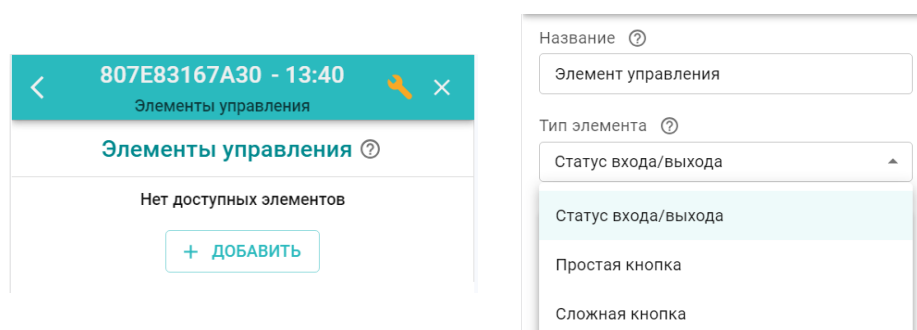 807E83167A30 - 13:40
Элементы управления
Элементы управления
Нет доступных элементов
+ ДОБАВИТЬ
Название
Элемент управления
Тип элемента
Статус входа/выхода
Статус входа/выхода
Простая кнопка
Сложная кнопка